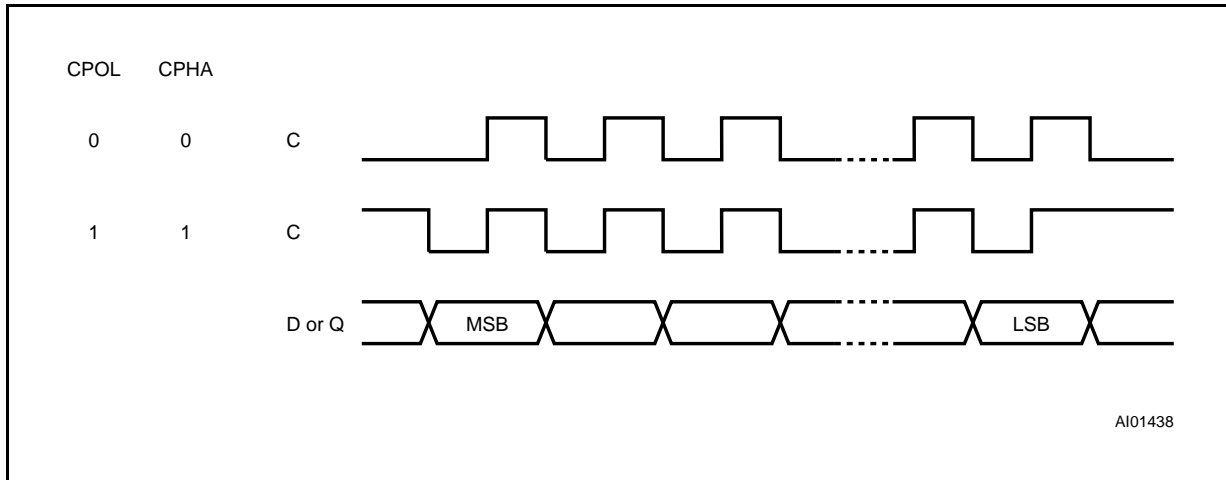 CPOL CPHA
0 0 C
1 1 C
D or Q MSB LSB
AI01438